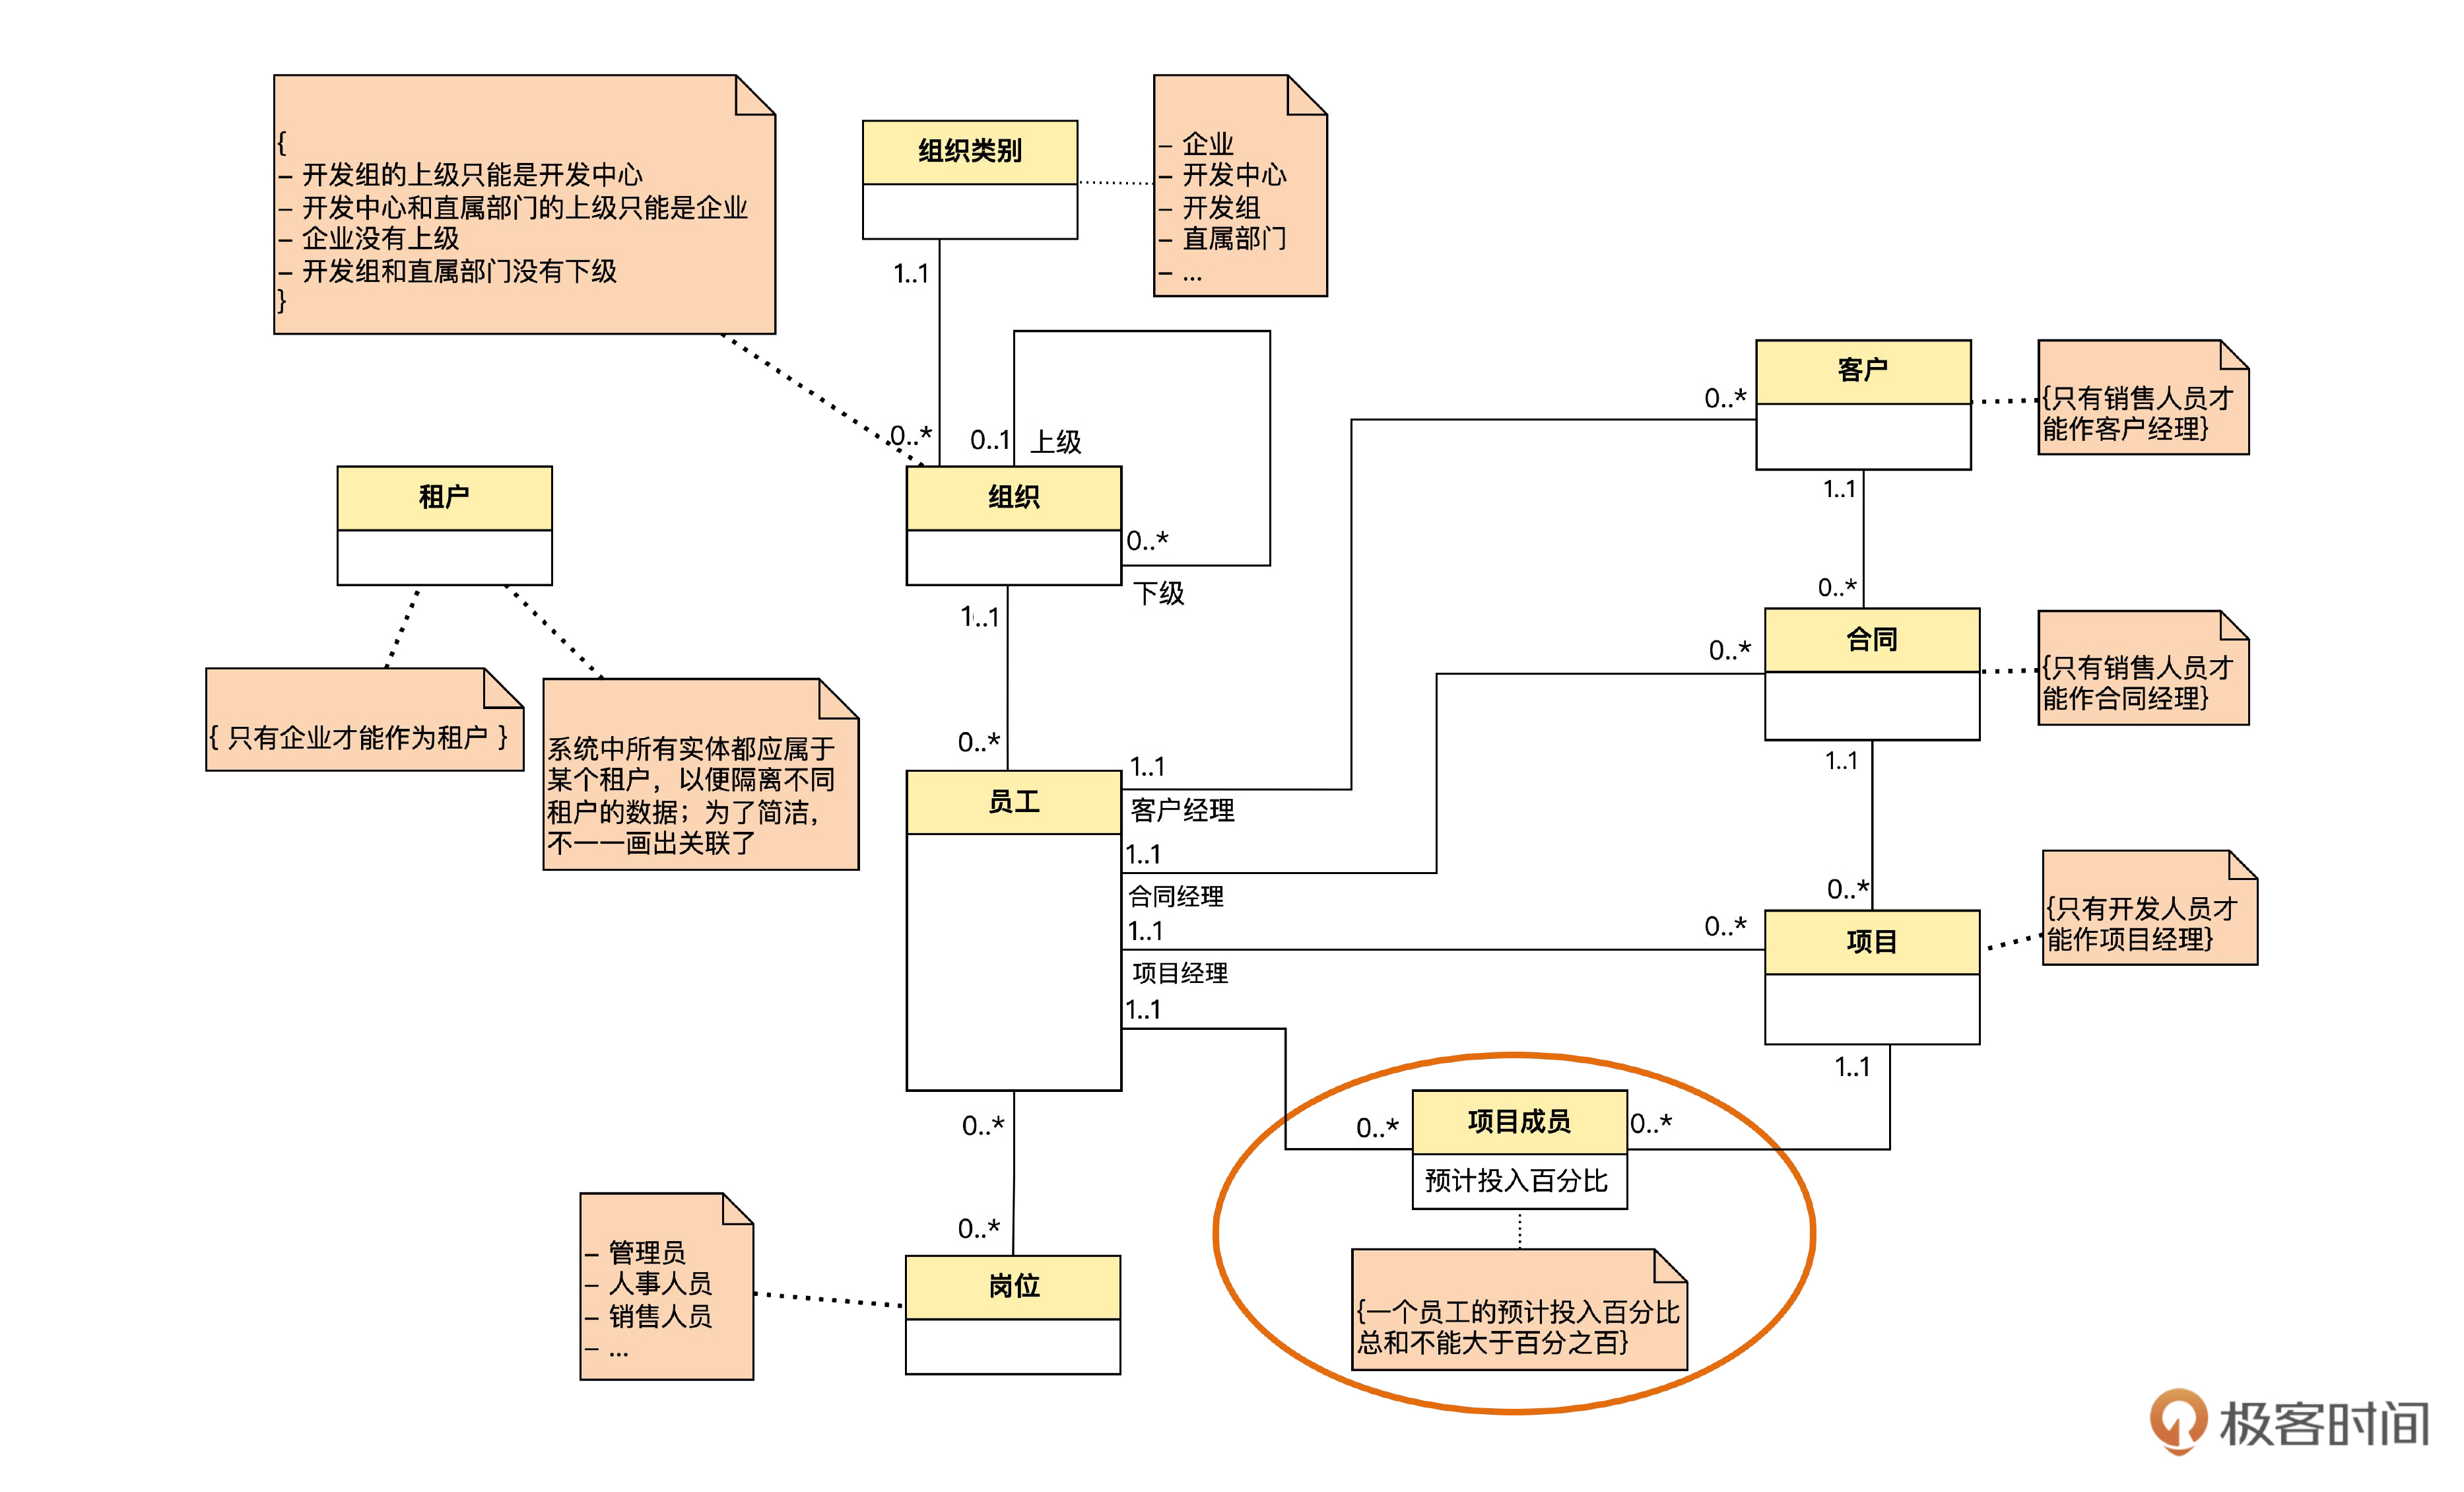 {
– 开发组的上级只能是开发中心
– 开发中心和直属部门的上级只能是企业
– 企业没有上级
– 开发组和直属部门没有下级
}
组织类别
– 企业
– 开发中心
– 开发组
– 直属部门
– ...
1..1
0..*
0..1
上级
组织
0..*
下级
1..1
0..*
租户
{ 只有企业才能作为租户 }
系统中所有实体都应属于
某个租户，以便隔离不同
租户的数据；为了简洁，
不一一画出关联了
客户
{只有销售人员才
能作客户经理}
0..*
1..1
0..*
合同
{只有销售人员才
能作合同经理}
0..*
1..1
0..*
项目
{只有开发人员才
能作项目经理}
0..*
1..1
员工
1..1
客户经理
1..1
合同经理
1..1
项目经理
1..1
0..*
项目成员
0..*
预计投入百分比
{一个员工的预计投入百分比
总和不能大于百分之百}
0..*
0..*
岗位
– 管理员
– 人事人员
– 销售人员
– ...
极客时间